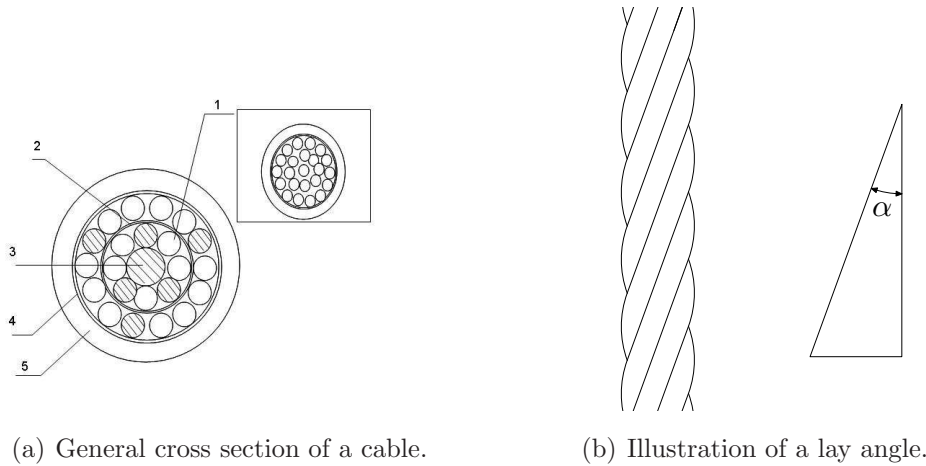 1
2
3
4
5
α
(a) General cross section of a cable.
(b) Illustration of a lay angle.